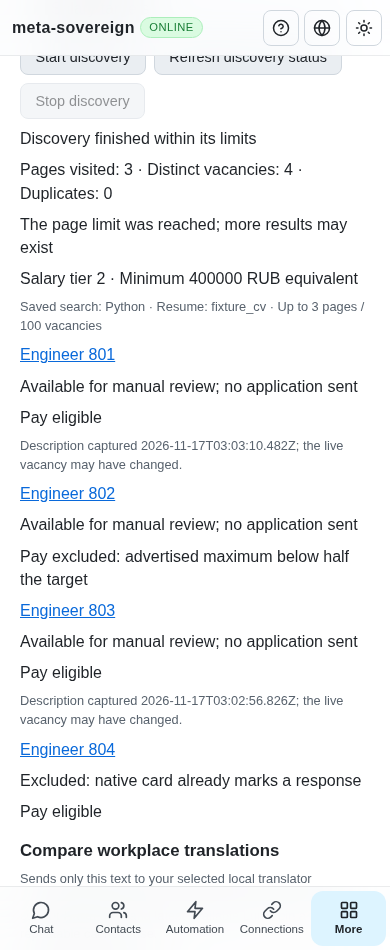 meta-sovereign ONLINE
Start discovery Refresh discovery status
Stop discovery
Discovery finished within its limits
Pages visited: 3 · Distinct vacancies: 4 ·
Duplicates: 0
The page limit was reached; more results may
exist
Salary tier 2 · Minimum 400000 RUB equivalent
Saved search: Python · Resume: fixture_cv · Up to 3 pages /
100 vacancies
Engineer 801
Available for manual review; no application sent
Pay eligible
Description captured 2026-11-17T03:03:10.482Z; the live
vacancy may have changed.
Engineer 802
Available for manual review; no application sent
Pay excluded: advertised maximum below half
the target
Engineer 803
Available for manual review; no application sent
Pay eligible
Description captured 2026-11-17T03:02:56.826Z; the live
vacancy may have changed.
Engineer 804
Excluded: native card already marks a response
Pay eligible
Compare workplace translations
Sends only this text to your selected local translator
Chat Contacts Automation Connections More